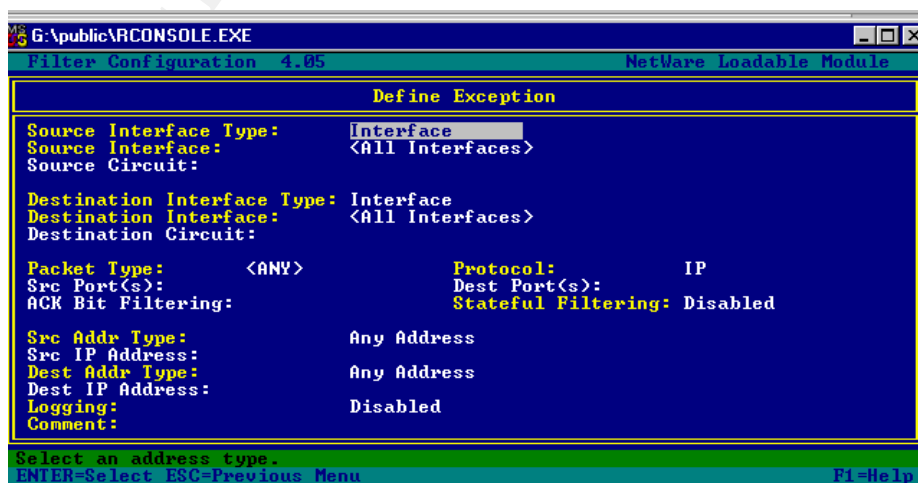 G:\public\RCONSOLE.EXE
Filter Configuration 4.05 NetWare Loadable Module
Define Exception
Source Interface Type: Interface
Source Interface: <All Interfaces>
Source Circuit:
Destination Interface Type: Interface
Destination Interface: <All Interfaces>
Destination Circuit:
Packet Type: <ANY> Protocol: IP
Src Port(s): Dest Port(s):
ACK Bit Filtering: Stateful Filtering: Disabled
Src Addr Type: Any Address
Src IP Address:
Dest Addr Type: Any Address
Dest IP Address:
Logging: Disabled
Comment:
Select an address type.
ENTER=Select ESC=Previous Menu F1=Help